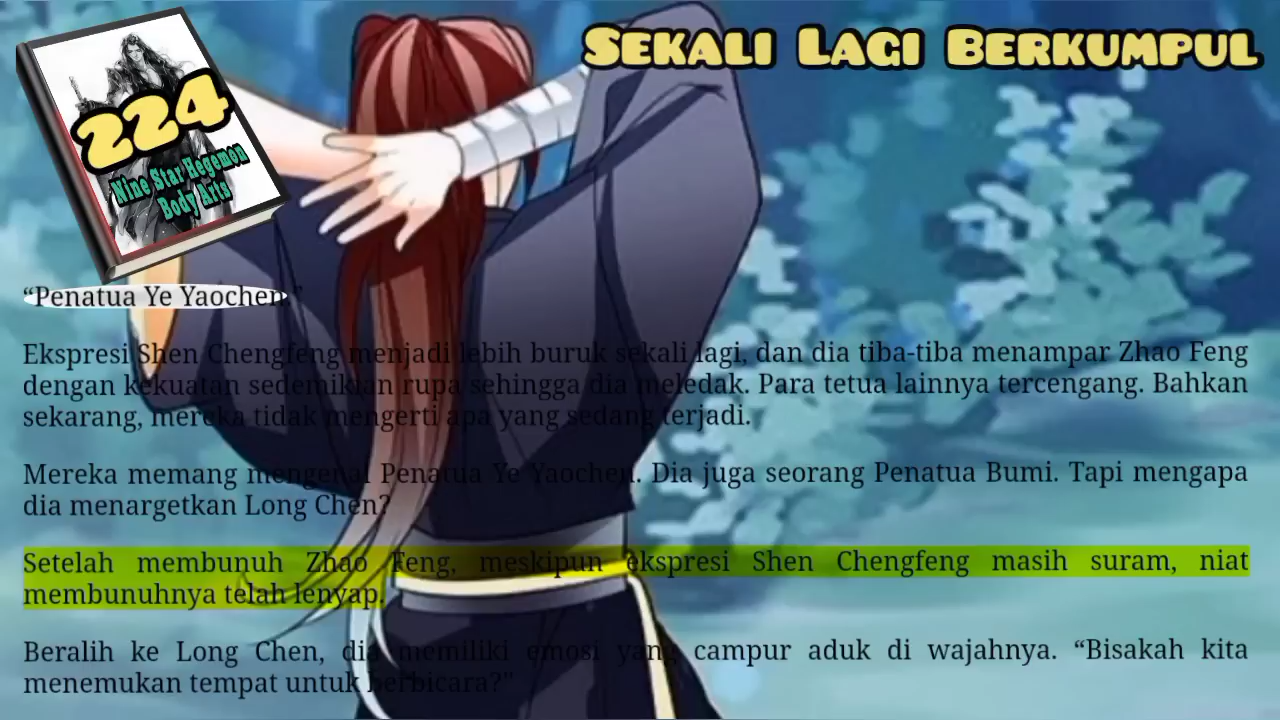 SEKALI LAGI BERKUMPUL
224
Nine Star Hegemon
Body Arts
“Penatua Ye Yaochen.”
Ekspresi Shen Chengfeng menjadi lebih buruk sekali lagi, dan dia tiba-tiba menampar Zhao Feng
dengan kekuatan sedemikian rupa sehingga dia meledak. Para tetua lainnya tercengang. Bahkan
sekarang, mereka tidak mengerti apa yang sedang terjadi.
Mereka memang mengenal Penatua Ye Yaochen. Dia juga seorang Penatua Bumi. Tapi mengapa
dia menargetkan Long Chen?
Setelah membunuh Zhao Feng, meskipun ekspresi Shen Chengfeng masih suram, niat
membunuhnya telah lenyap.
Beralih ke Long Chen, dia memiliki emosi yang campur aduk di wajahnya. “Bisakah kita
menemukan tempat untuk berbicara?”